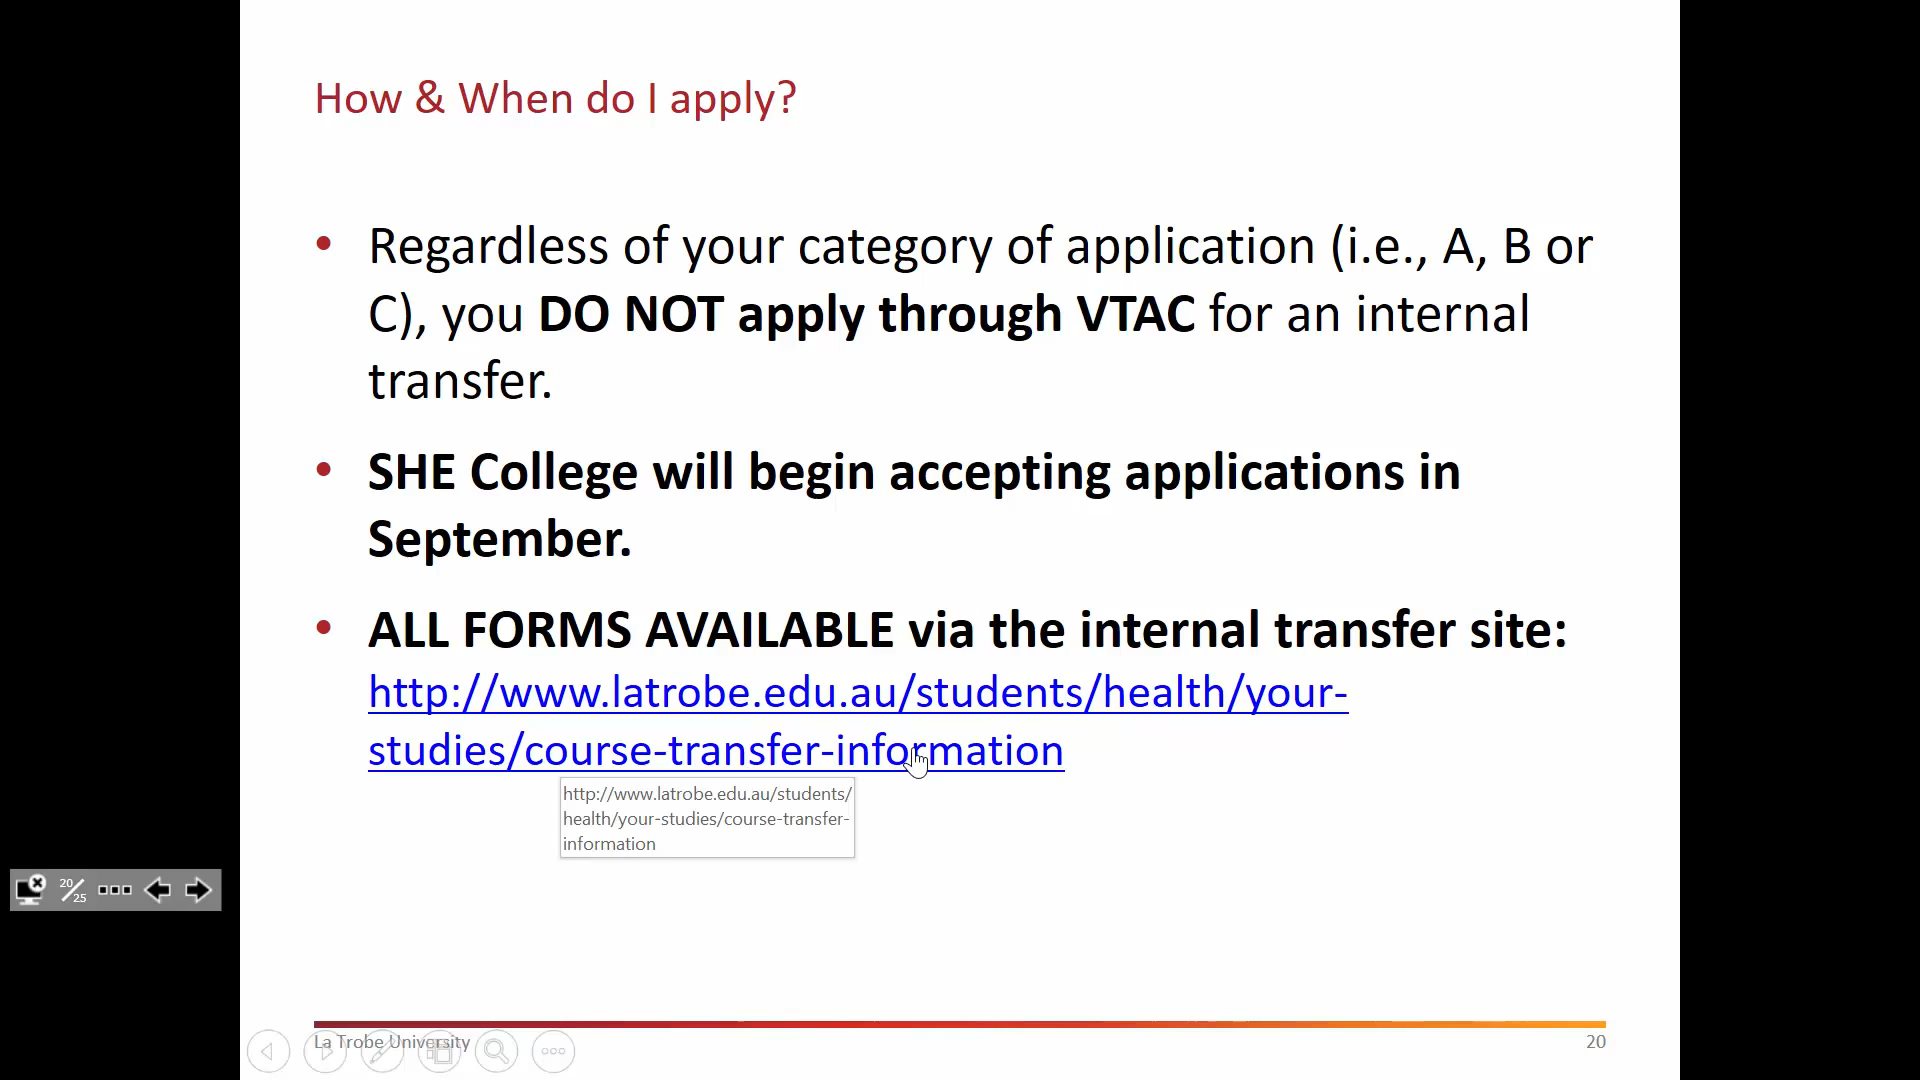 How & When do I apply?
• Regardless of your category of application (i.e., A, B or
C), you DO NOT apply through VTAC for an internal
transfer.
• SHE College will begin accepting applications in
September.
• ALL FORMS AVAILABLE via the internal transfer site:
http://www.latrobe.edu.au/students/health/your-
studies/course-transfer-information
http://www.latrobe.edu.au/students/
health/your-studies/course-transfer-
information
20/25
La Trobe University
20